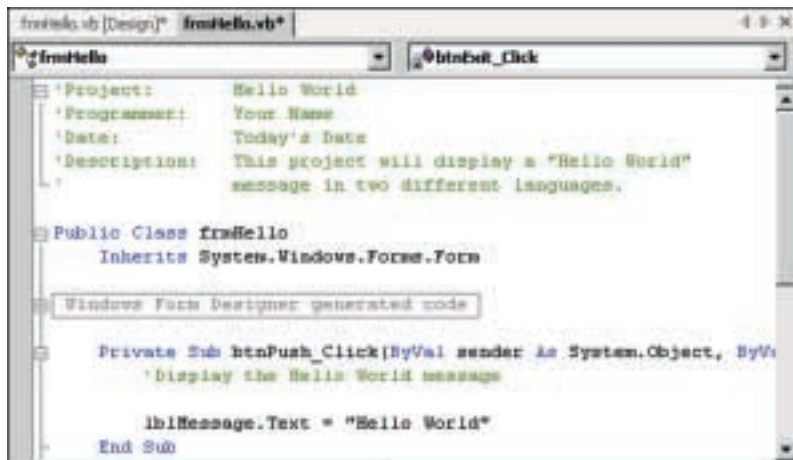 frmHello.vb [Design]* frmHello.vb*
frmHello btnExit_Click
'Project: Hello World
'Programmer: Your Name
'Date: Today's Date
'Description: This project will display a "Hello World"
' message in two different languages.
Public Class frmHello
Inherits System.Windows.Forms.Form
Windows Form Designer generated code
Private Sub btnPush_Click(ByVal sender As System.Object, ByVa
'Display the Hello World message
lblMessage.Text = "Hello World"
End Sub